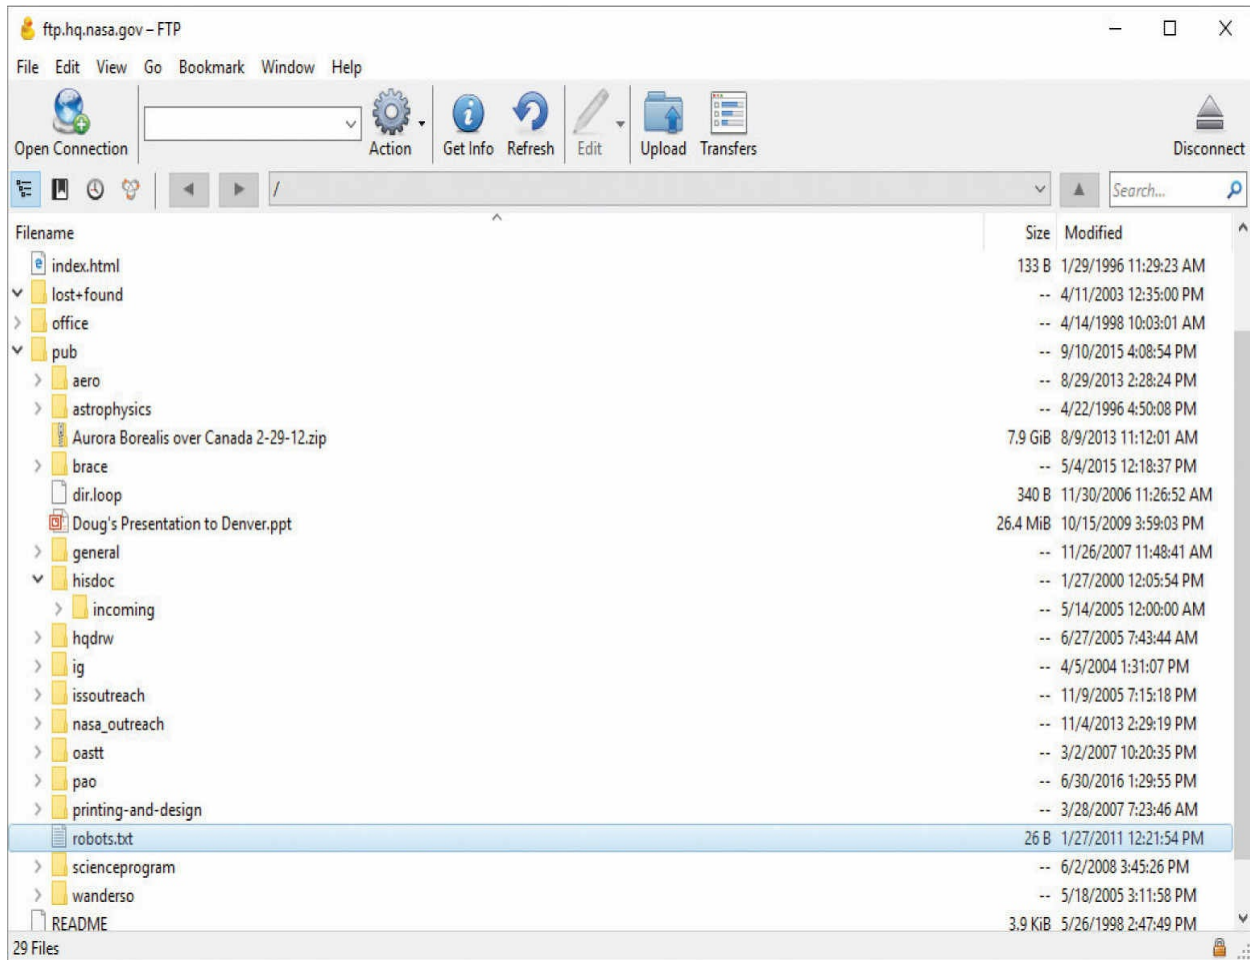 ftp.hq.nasa.gov – FTP
File Edit View Go Bookmark Window Help
Open Connection Action Get Info Refresh Edit Upload Transfers Disconnect
/ Search...
Filename Size Modified
index.html 133 B 1/29/1996 11:29:23 AM
lost+found -- 4/11/2003 12:35:00 PM
office -- 4/14/1998 10:03:01 AM
pub -- 9/10/2015 4:08:54 PM
aero -- 8/29/2013 2:28:24 PM
astrophysics -- 4/22/1996 4:50:08 PM
Aurora Borealis over Canada 2-29-12.zip 7.9 GiB 8/9/2013 11:12:01 AM
brace -- 5/4/2015 12:18:37 PM
dir.loop 340 B 11/30/2006 11:26:52 AM
Doug's Presentation to Denver.ppt 26.4 MiB 10/15/2009 3:59:03 PM
general -- 11/26/2007 11:48:41 AM
hisdoc -- 1/27/2000 12:05:54 PM
incoming -- 5/14/2005 12:00:00 AM
hqdrw -- 6/27/2005 7:43:44 AM
ig -- 4/5/2004 1:31:07 PM
issoutreach -- 11/9/2005 7:15:18 PM
nasa_outreach -- 11/4/2013 2:29:19 PM
oastt -- 3/2/2007 10:20:35 PM
pao -- 6/30/2016 1:29:55 PM
printing-and-design -- 3/28/2007 7:23:46 AM
robots.txt 26 B 1/27/2011 12:21:54 PM
scienceprogram -- 6/2/2008 3:45:26 PM
wanderso -- 5/18/2005 3:11:58 PM
README 3.9 KiB 5/26/1998 2:47:49 PM
29 Files